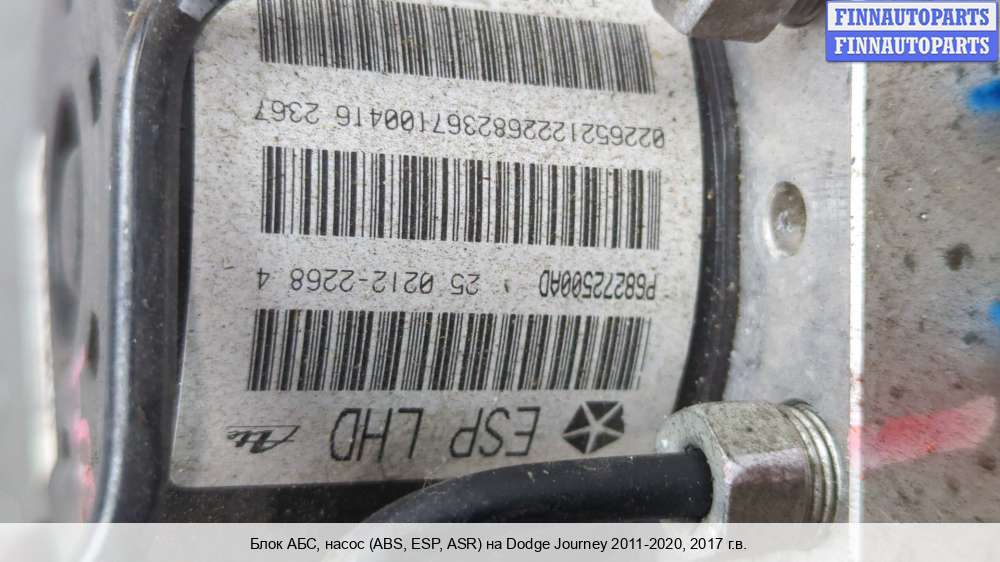 FINNAUTOPARTS
FINNAUTOPARTS
ESP LHD Ate
P68272500AD 25 0212-2268 4
0226521222682367100416 2367
Блок АБС, насос (ABS, ESP, ASR) на Dodge Journey 2011-2020, 2017 г.в.